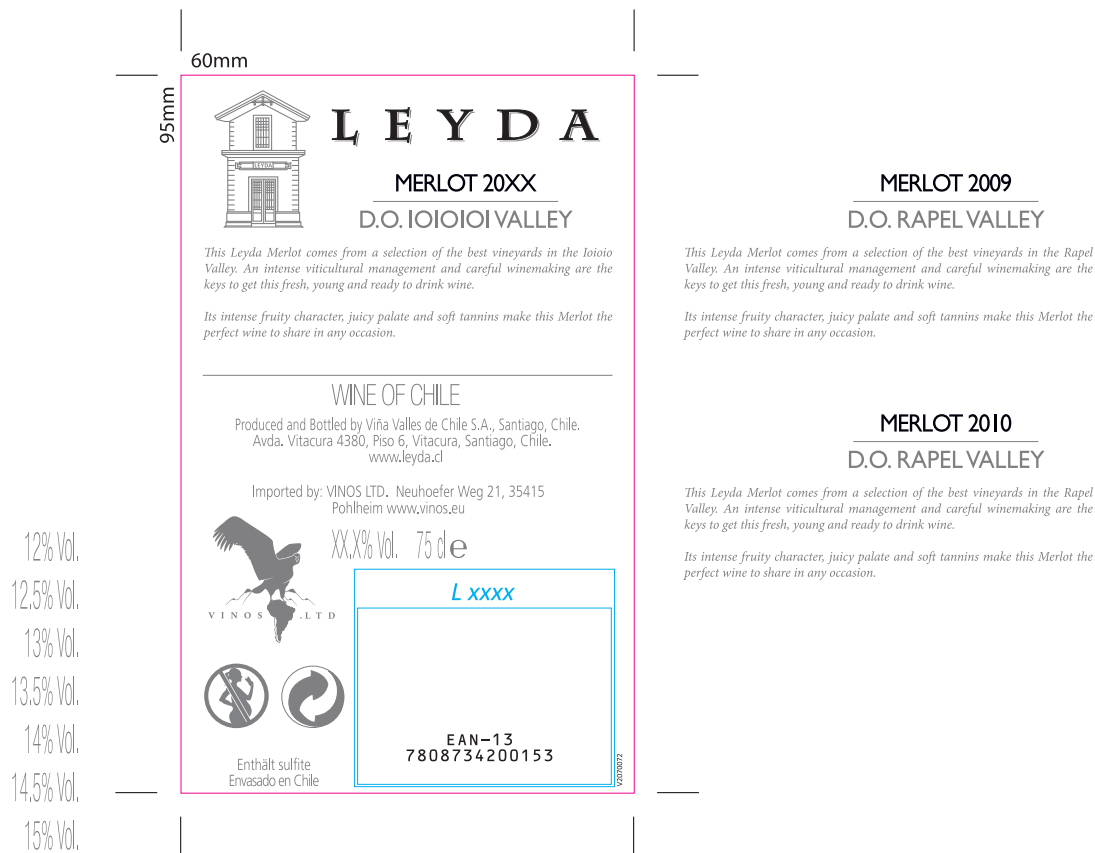 60mm
95mm
LEYDA
LEYDA
MERLOT 20XX
D.O. IOIOIOI VALLEY
This Leyda Merlot comes from a selection of the best vineyards in the Ioioio
Valley. An intense viticultural management and careful winemaking are the
keys to get this fresh, young and ready to drink wine.
Its intense fruity character, juicy palate and soft tannins make this Merlot the
perfect wine to share in any occasion.
WINE OF CHILE
Produced and Bottled by Viña Valles de Chile S.A., Santiago, Chile.
Avda. Vitacura 4380, Piso 6, Vitacura, Santiago, Chile.
www.leyda.cl
Imported by: VINOS LTD. Neuhoefer Weg 21, 35415
Pohlheim www.vinos.eu
XX,X% Vol. 75 cl e
VINOS .LTD
L xxxx
EAN-13
7808734200153
V2070072
Enthält sulfite
Envasado en Chile
MERLOT 2009
D.O. RAPEL VALLEY
This Leyda Merlot comes from a selection of the best vineyards in the Rapel
Valley. An intense viticultural management and careful winemaking are the
keys to get this fresh, young and ready to drink wine.
Its intense fruity character, juicy palate and soft tannins make this Merlot the
perfect wine to share in any occasion.
MERLOT 2010
D.O. RAPEL VALLEY
This Leyda Merlot comes from a selection of the best vineyards in the Rapel
Valley. An intense viticultural management and careful winemaking are the
keys to get this fresh, young and ready to drink wine.
Its intense fruity character, juicy palate and soft tannins make this Merlot the
perfect wine to share in any occasion.
12% Vol.
12,5% Vol.
13% Vol.
13,5% Vol.
14% Vol.
14,5% Vol.
15% Vol.